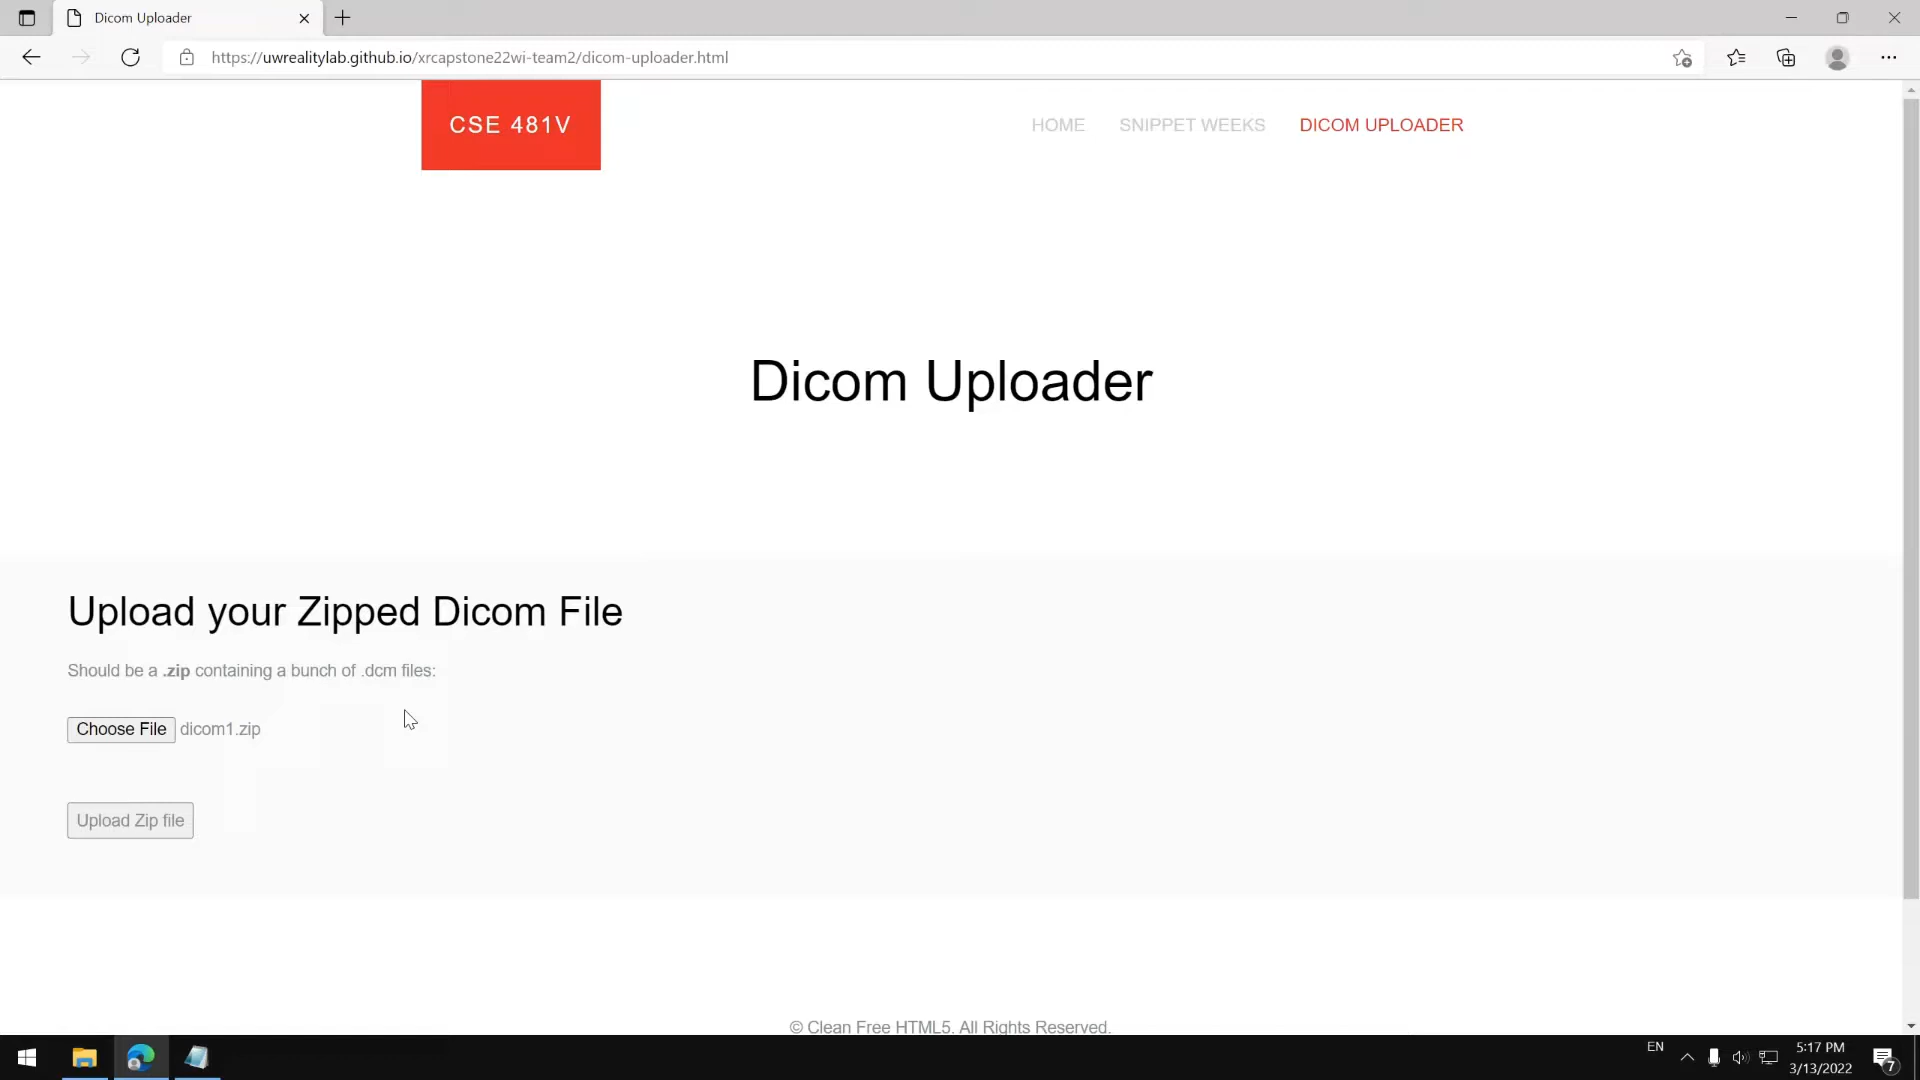 Dicom Uploader
https://uwrealitylab.github.io/xrcapstone22wi-team2/dicom-uploader.html
CSE 481V
HOME SNIPPET WEEKS DICOM UPLOADER
Dicom Uploader
Upload your Zipped Dicom File
Should be a .zip containing a bunch of .dcm files:
Choose File dicom1.zip
Upload Zip file
© Clean Free HTML5. All Rights Reserved.
EN
5:17 PM
3/13/2022
7